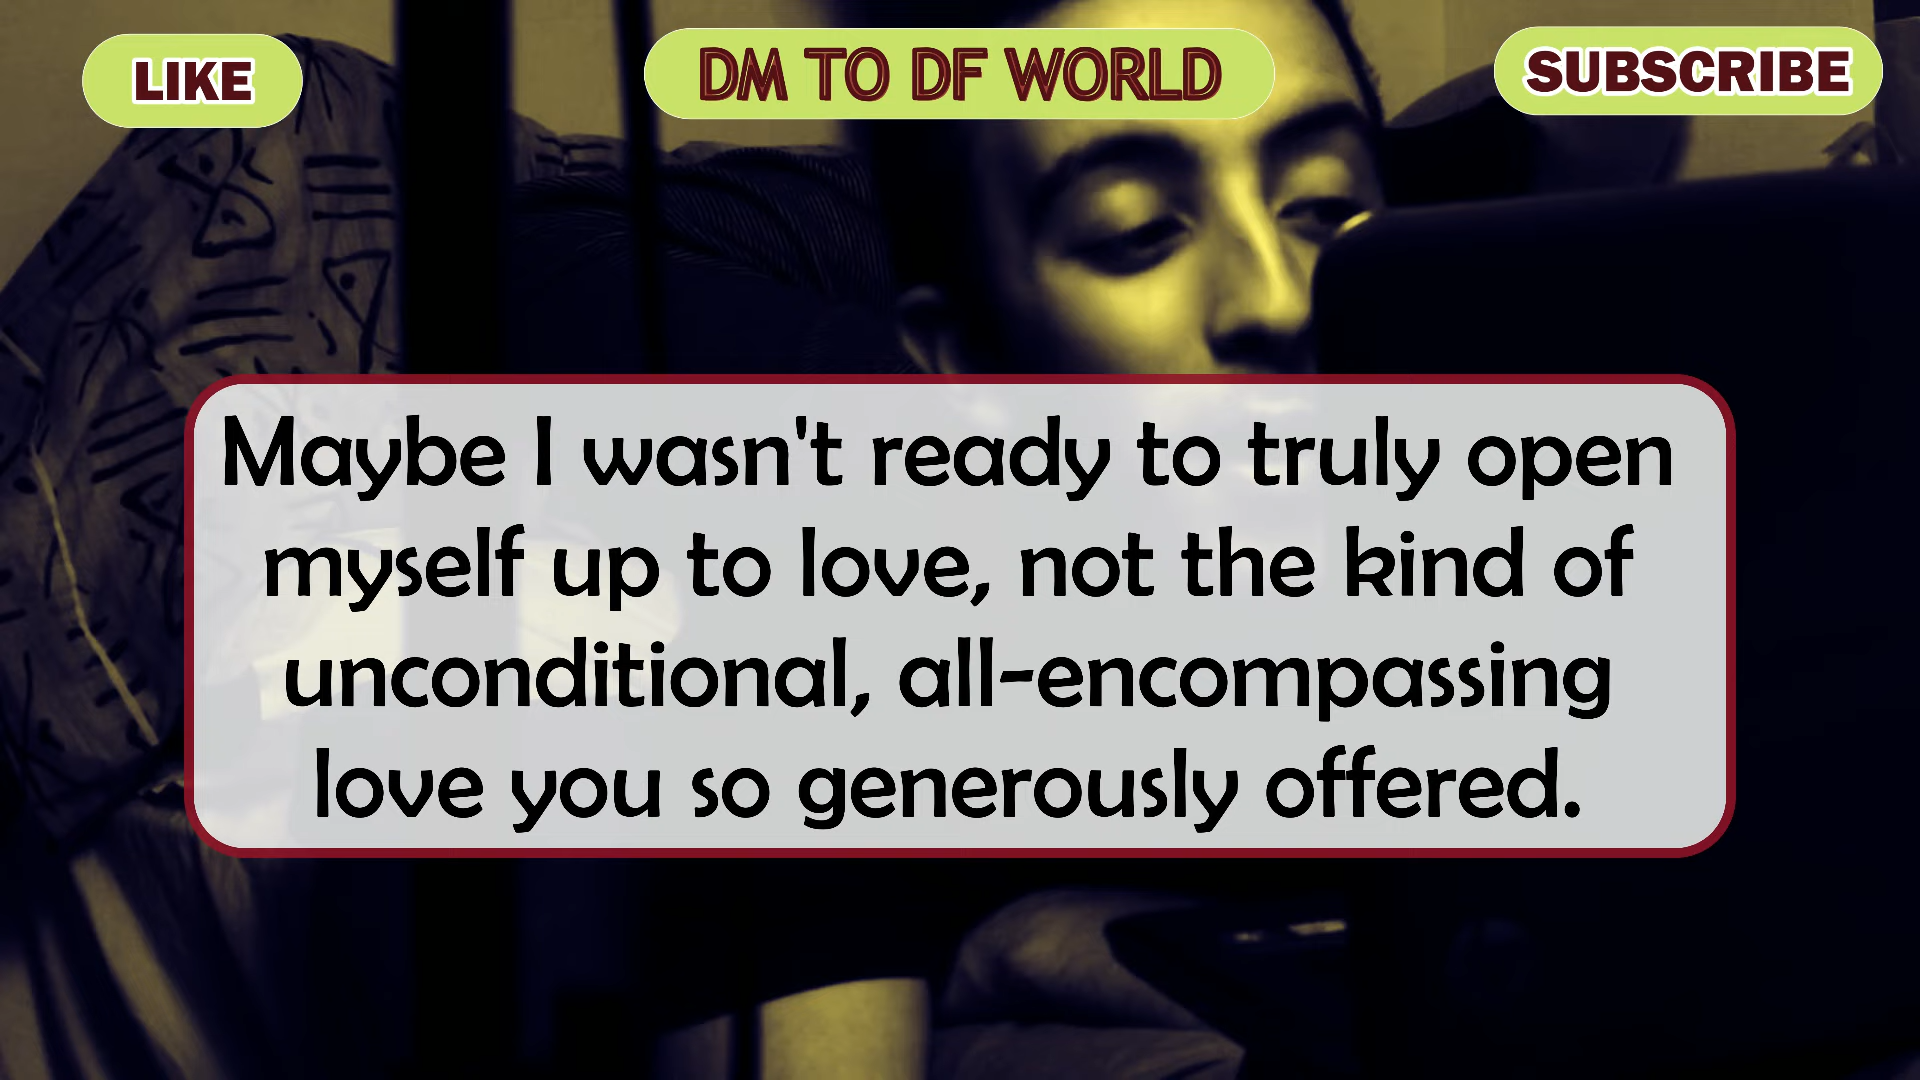 LIKE
DM TO DF WORLD
SUBSCRIBE
Maybe I wasn't ready to truly open
myself up to love, not the kind of
unconditional, all-encompassing
love you so generously offered.